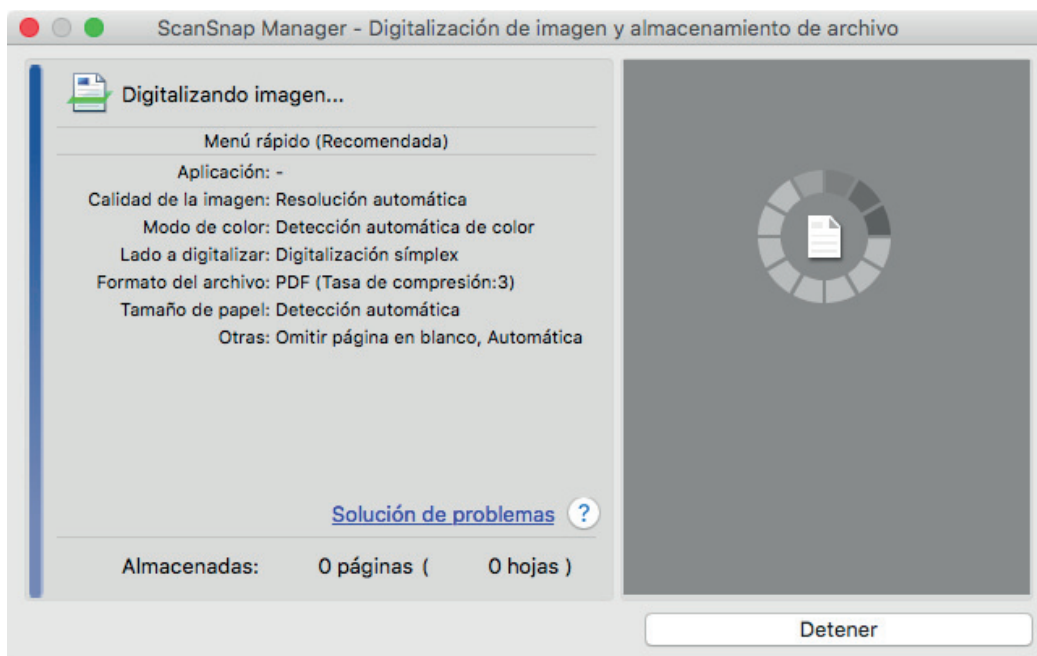 ScanSnap Manager - Digitalización de imagen y almacenamiento de archivo
Digitalizando imagen...
Menú rápido (Recomendada)
Aplicación: -
Calidad de la imagen: Resolución automática
Modo de color: Detección automática de color
Lado a digitalizar: Digitalización símplex
Formato del archivo: PDF (Tasa de compresión:3)
Tamaño de papel: Detección automática
Otras: Omitir página en blanco, Automática
Solución de problemas ?
Almacenadas: 0 páginas ( 0 hojas )
Detener